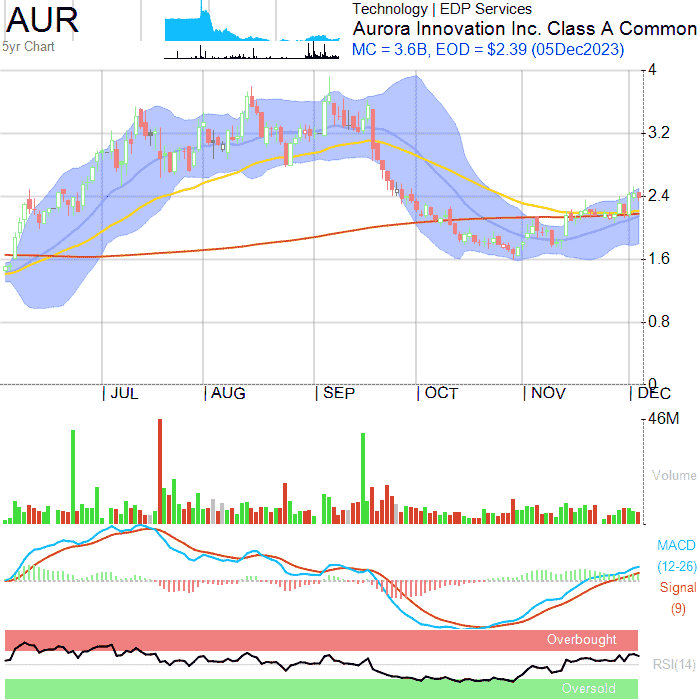 AUR
5yr Chart
Technology | EDP Services
Aurora Innovation Inc. Class A Common
MC = 3.6B, EOD = $2.39 (05Dec2023)
4
3.2
2.4
1.6
0.8
0
JUL
AUG
SEP
OCT
NOV
DEC
46M
Volume
MACD
(12-26)
Signal
(9)
Overbought
RSI(14)
Oversold